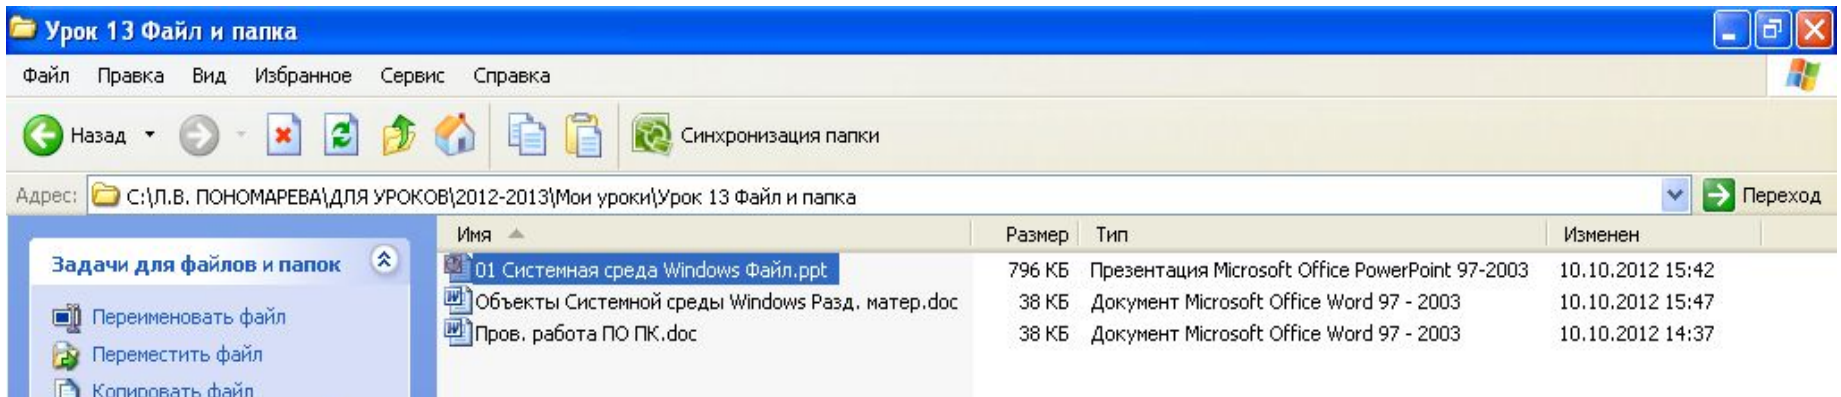 Урок 13 Файл и папка
Файл Правка Вид Избранное Сервис Справка
Назад Синхронизация папки
Адрес: C:\Л.В. ПОНОМАРЕВА\ДЛЯ УРОКОВ\2012-2013\Мои уроки\Урок 13 Файл и папка Переход
Имя Размер Тип Изменен
Задачи для файлов и папок
01 Системная среда Windows Файл.ppt 796 КБ Презентация Microsoft Office PowerPoint 97-2003 10.10.2012 15:42
Объекты Системной среды Windows Разд. матер.doc 38 КБ Документ Microsoft Office Word 97 - 2003 10.10.2012 15:47
Переименовать файл
Пров. работа ПО ПК.doc 38 КБ Документ Microsoft Office Word 97 - 2003 10.10.2012 14:37
Переместить файл
Копировать файл